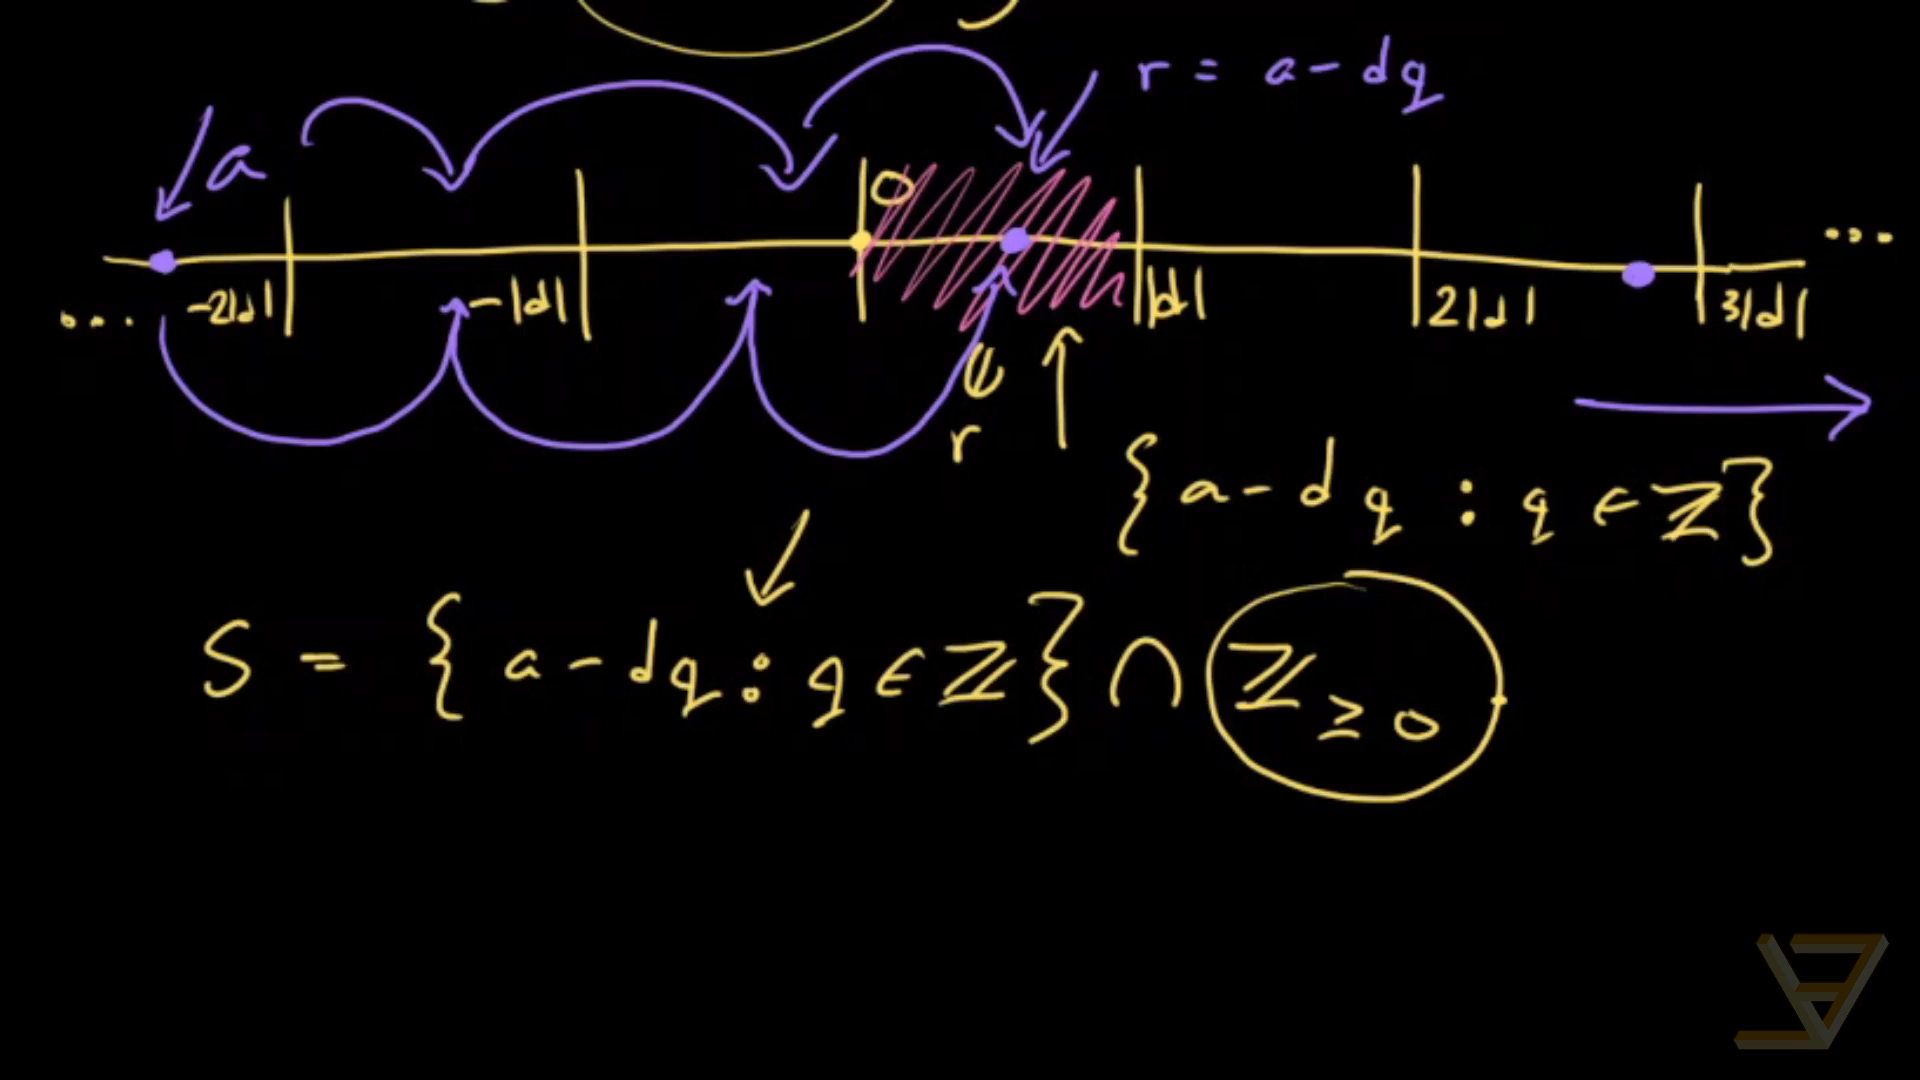 r = a - dq
a
0
... -2|d| -|d| |d| 2|d| 3|d| ...
r
{a - dq : q ∈ ℤ}
S = { a - dq : q ∈ ℤ } ∩ ℤ ≥ 0